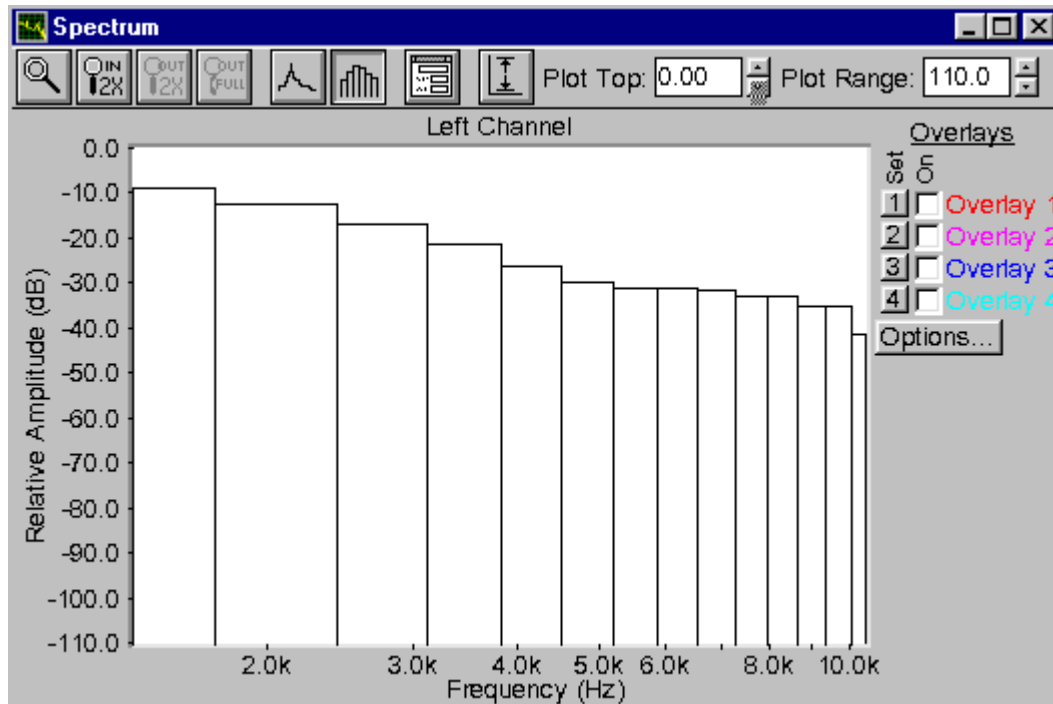 Spectrum
IN 2X
OUT 2X
OUT FULL
Plot Top: 0.00
Plot Range: 110.0
Left Channel
Overlays
Set
On
1 Overlay 1
2 Overlay 2
3 Overlay 3
4 Overlay 4
Options...
Relative Amplitude (dB)
0.0
-10.0
-20.0
-30.0
-40.0
-50.0
-60.0
-70.0
-80.0
-90.0
-100.0
-110.0
2.0k 3.0k 4.0k 5.0k 6.0k 8.0k 10.0k
Frequency (Hz)